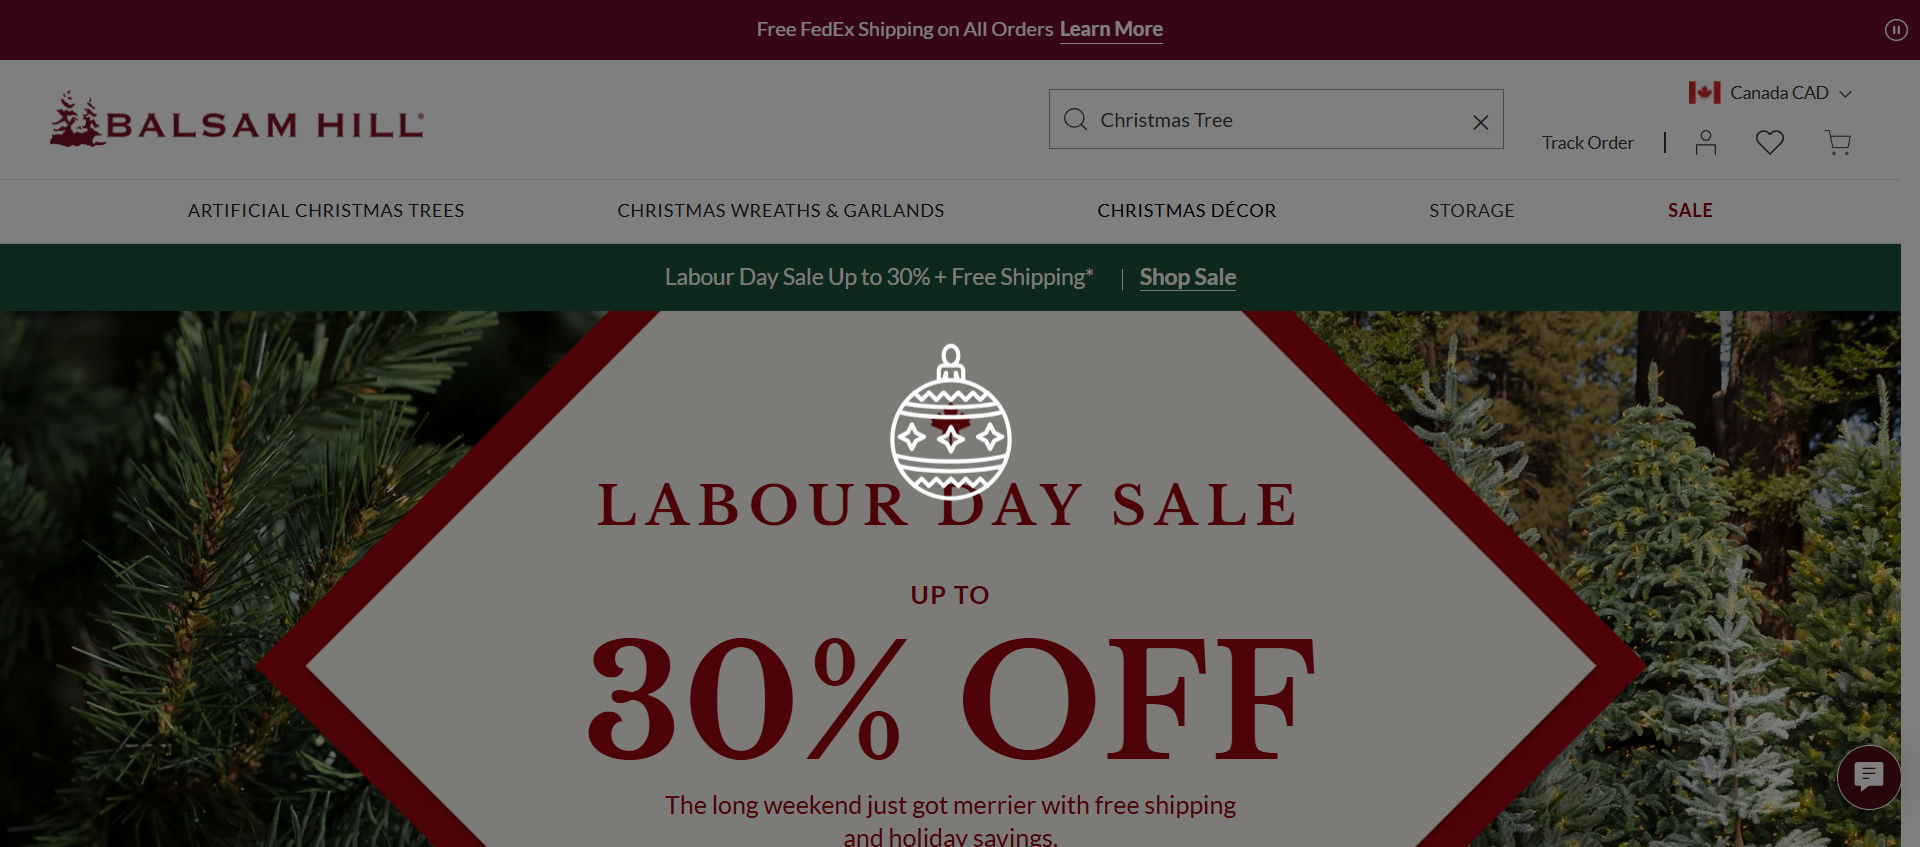 Free FedEx Shipping on All Orders Learn More
BALSAM HILL®
Christmas Tree
Canada CAD
Track Order
ARTIFICIAL CHRISTMAS TREES
CHRISTMAS WREATHS & GARLANDS
CHRISTMAS DÉCOR
STORAGE
SALE
Labour Day Sale Up to 30% + Free Shipping* | Shop Sale
LABOUR DAY SALE
UP TO
30% OFF
The long weekend just got merrier with free shipping
and holiday savings.